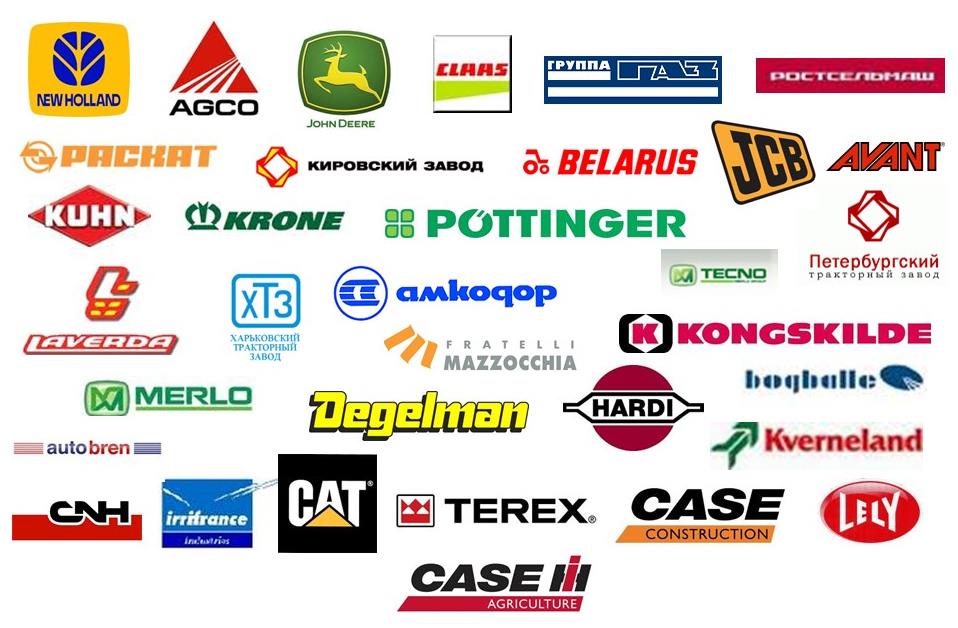 NEW HOLLAND
AGCO
JOHN DEERE
CLAAS
ГРУППА ГАЗ
РОСТСЕЛЬМАШ
РАСКАТ
КИРОВСКИЙ ЗАВОД
BELARUS
JCB
AVANT
KUHN
KRONE
PÖTTINGER
TECNO
Петербургский
тракторный завод
LAVERDA
ХТЗ
ХАРЬКОВСКИЙ
ТРАКТОРНЫЙ
ЗАВОД
амкодор
FRATELLI
MAZZOCCHIA
K KONGSKILDE
MERLO
Degelman
HARDI
bogballe
Kverneland
autobren
CNH
irrifrance
industries
CAT®
TEREX®
CASE
CONSTRUCTION
LELY
CASE IH
AGRICULTURE